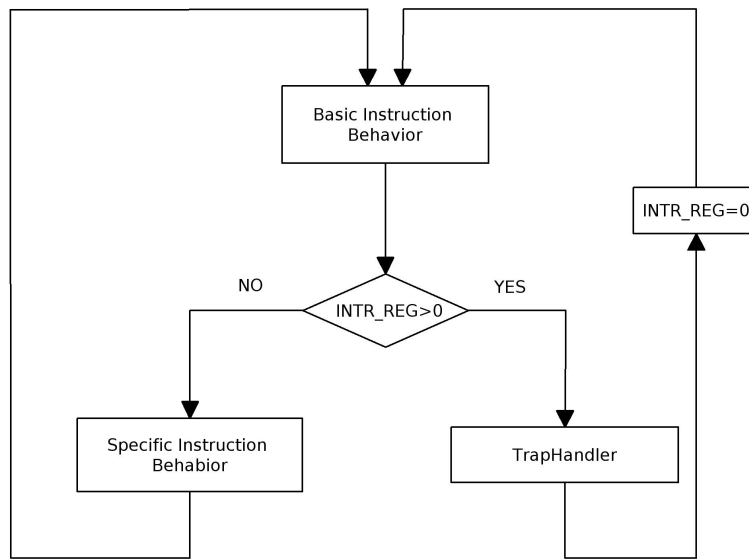 Basic Instruction
Behavior
INTR_REG=0
NO
YES
INTR_REG>0
Specific Instruction
Behabior
TrapHandler